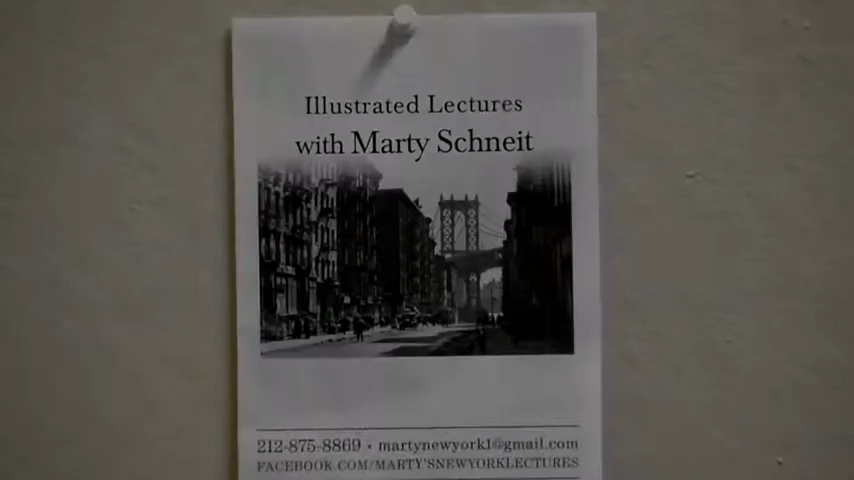 Illustrated Lectures
with Marty Schneit
212-875-8869 • martynewyork1@gmail.com
FACEBOOK.COM/MARTY'SNEWYORKLECTURES